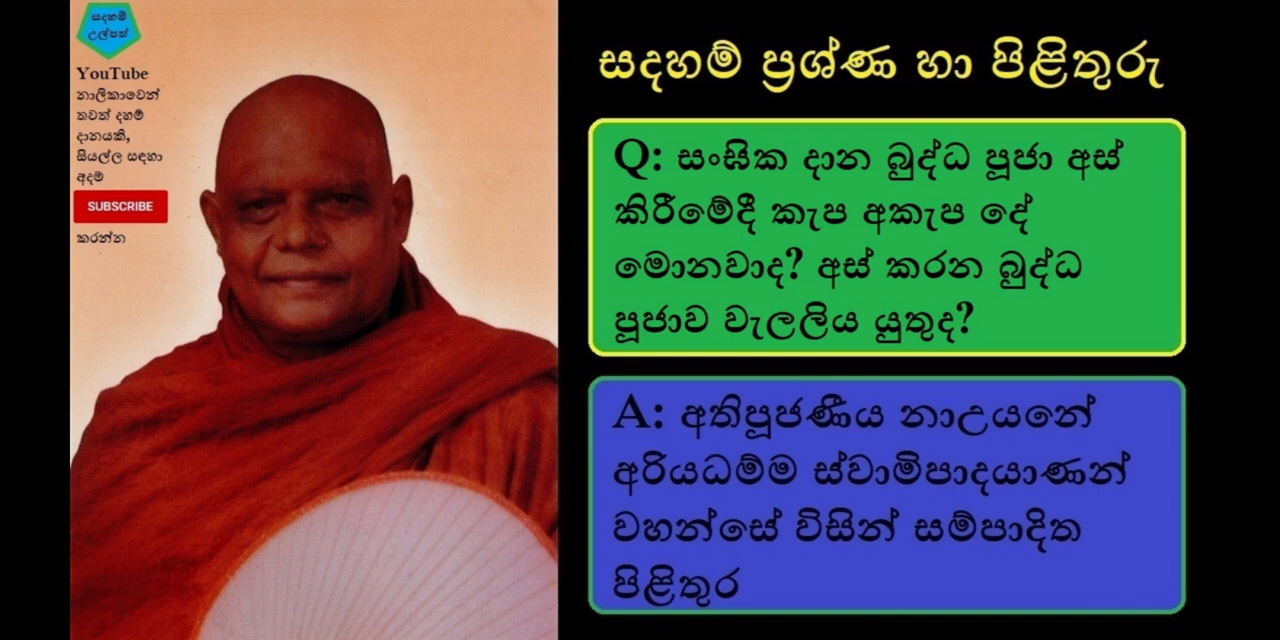 සදහම්
උල්පත්
YouTube
නාලිකාවෙන්
තවත් දහම්
දානයකි,
සියල්ල සඳහා
අදම
SUBSCRIBE
කරන්න
සදහම් ප්‍රශ්ණ හා පිළිතුරු
Q: සංඝික දාන බුද්ධ පූජා අස්
කිරීමේදී කැප අකැප දේ
මොනවාද? අස් කරන බුද්ධ
පූජාව වැලලිය යුතුද?
A: අතිපූජණීය නාඋයනේ
අරියධම්ම ස්වාමිපාදයාණන්
වහන්සේ විසින් සම්පාදිත
පිළිතුර